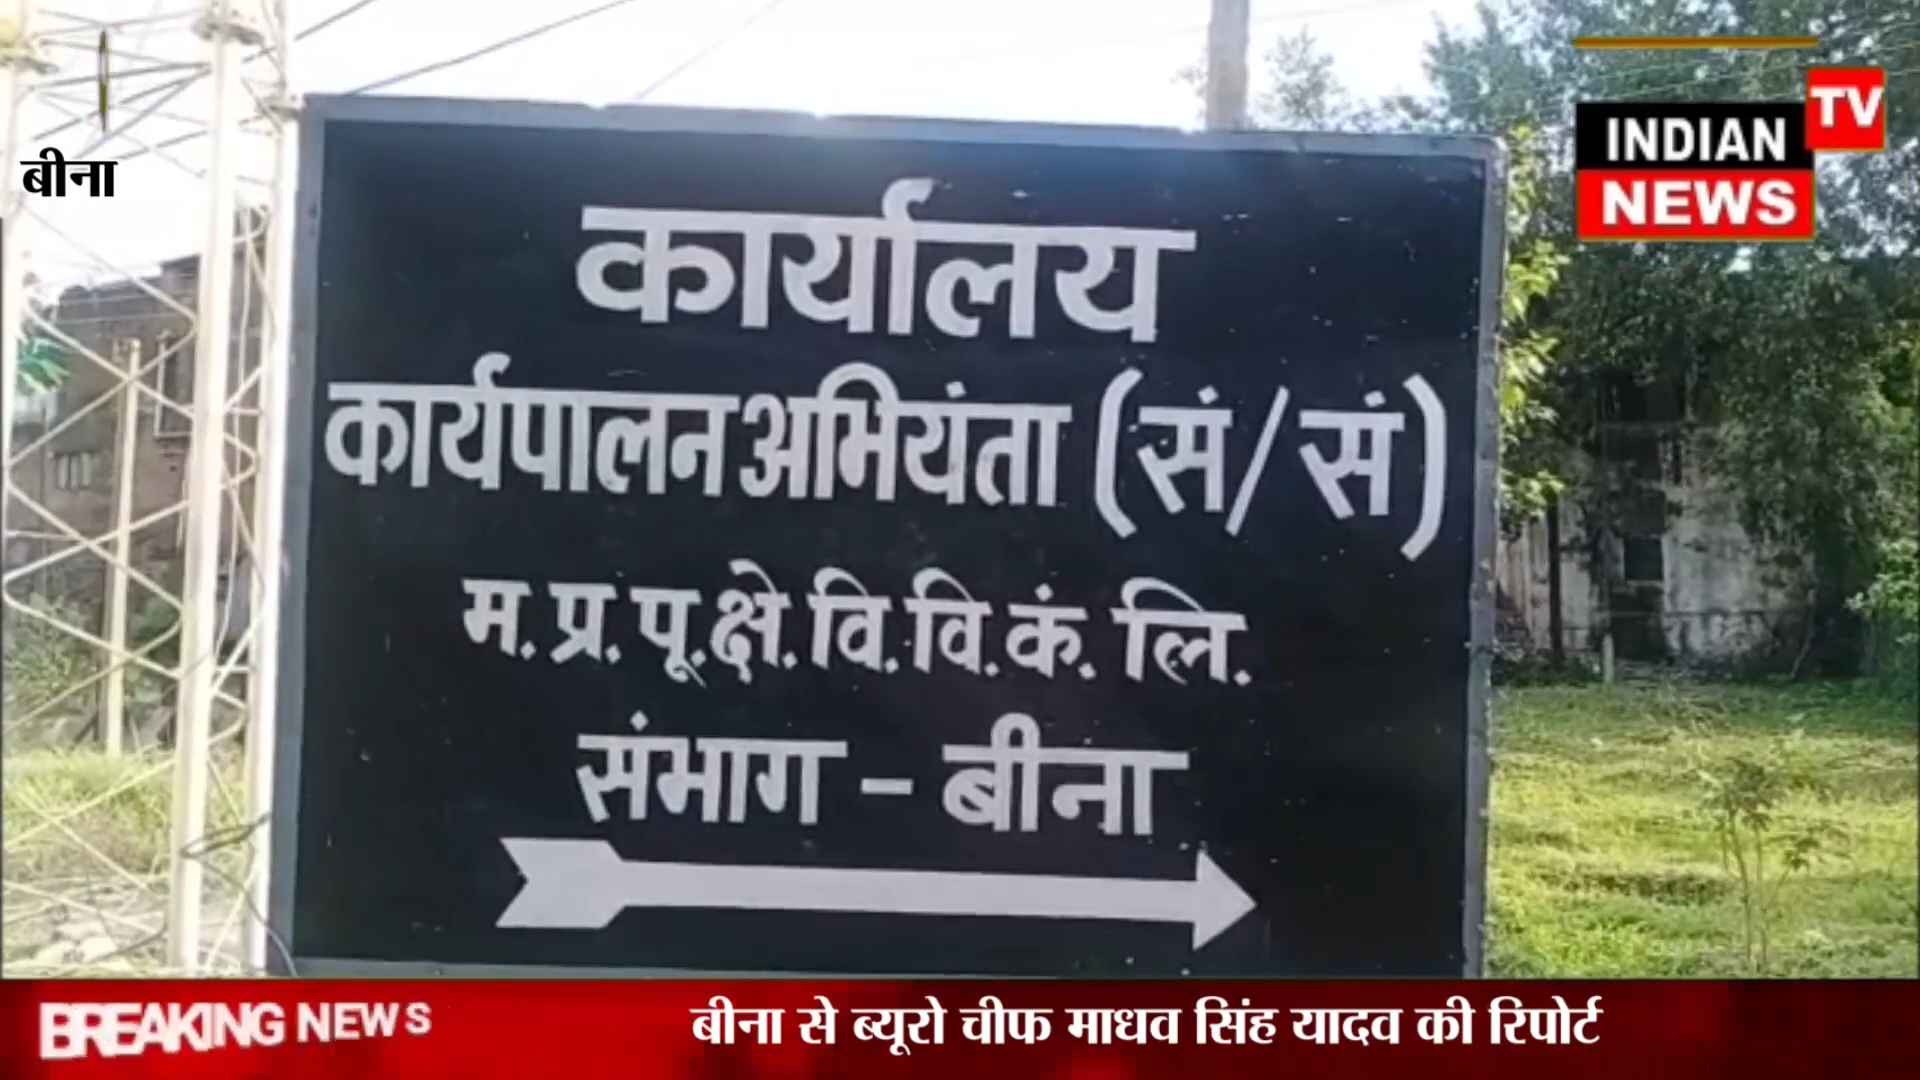 बीना
INDIAN
TV
NEWS
कार्यालय
कार्यपालन अभियंता (सं/सं)
म.प्र.पू.क्षे.वि.वि.कं. लि.
संभाग - बीना
BREAKING NEWS
बीना से ब्यूरो चीफ माधव सिंह यादव की रिपोर्ट